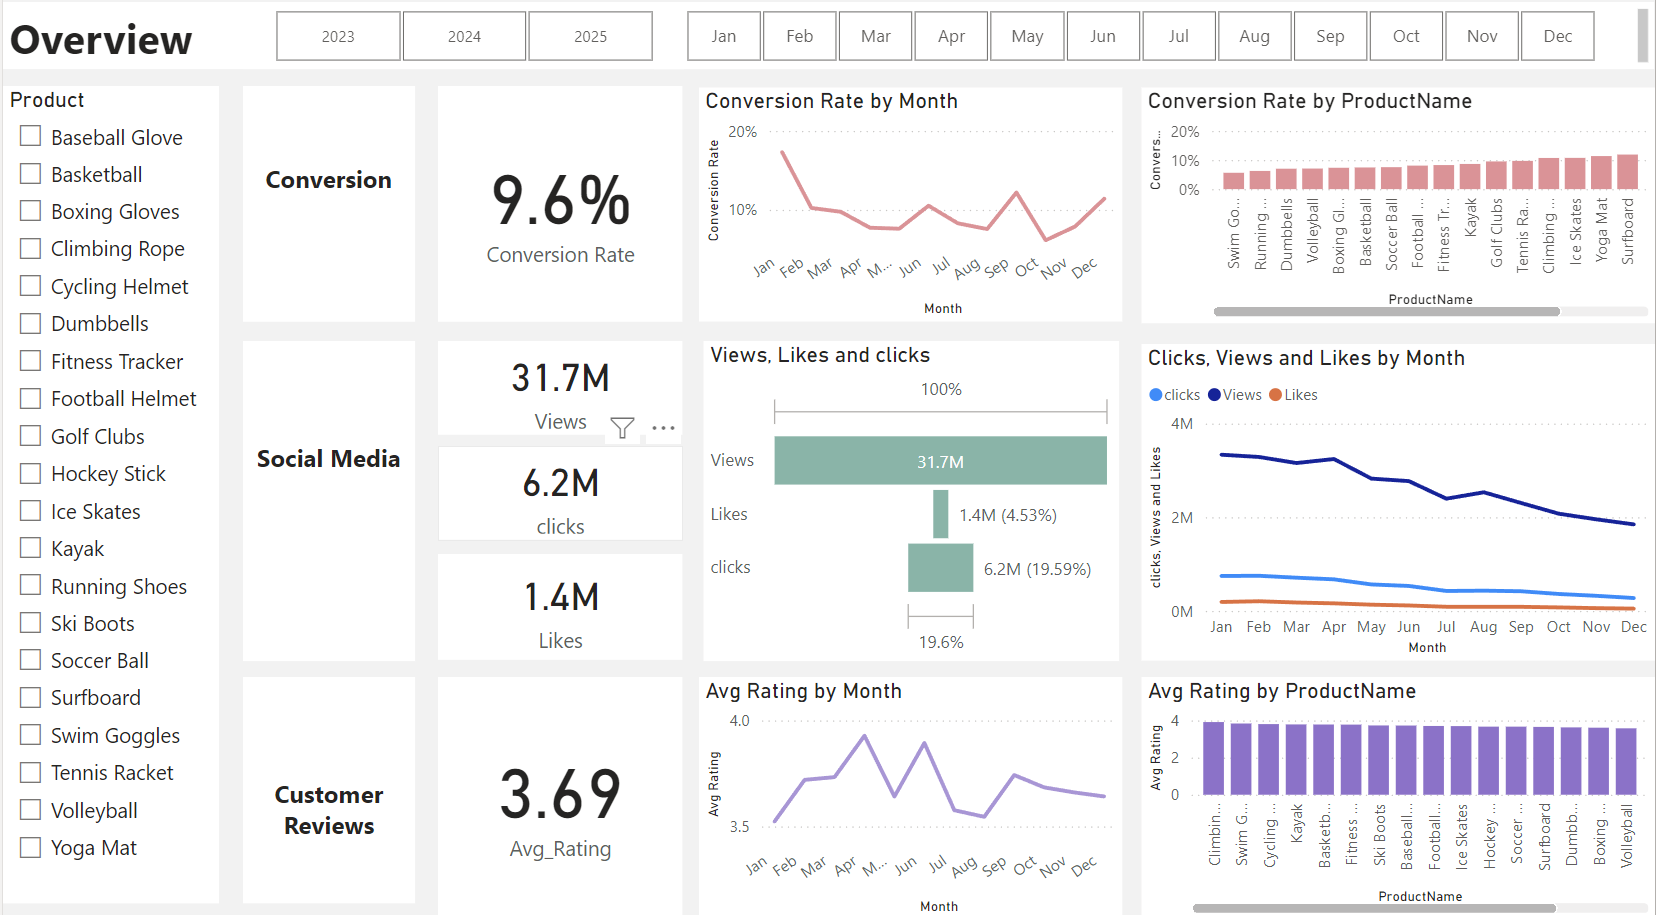 Overview
2023
2024
2025
Jan
Feb
Mar
Apr
May
Jun
Jul
Aug
Sep
Oct
Nov
Dec
Product
Baseball Glove
Basketball
Boxing Gloves
Climbing Rope
Cycling Helmet
Dumbbells
Fitness Tracker
Football Helmet
Golf Clubs
Hockey Stick
Ice Skates
Kayak
Running Shoes
Ski Boots
Soccer Ball
Surfboard
Swim Goggles
Tennis Racket
Volleyball
Yoga Mat
Conversion
9.6%
Conversion Rate
Conversion Rate by Month
Conversion Rate
20%
10%
Jan
Feb
Mar
Apr
M...
Jun
Jul
Aug
Sep
Oct
Nov
Dec
Month
Conversion Rate by ProductName
Convers...
20%
10%
0%
Swim Go...
Running ...
Dumbbells
Volleyball
Boxing Gl...
Basketball
Soccer Ball
Football ...
Fitness Tr...
Kayak
Golf Clubs
Tennis Ra...
Climbing ...
Ice Skates
Yoga Mat
Surfboard
ProductName
Social Media
31.7M
Views
6.2M
clicks
1.4M
Likes
Views, Likes and clicks
100%
Views
31.7M
Likes
1.4M (4.53%)
clicks
6.2M (19.59%)
19.6%
Clicks, Views and Likes by Month
clicks
Views
Likes
clicks, Views and Likes
4M
2M
0M
Jan
Feb
Mar
Apr
May
Jun
Jul
Aug
Sep
Oct
Nov
Dec
Month
Customer
Reviews
3.69
Avg_Rating
Avg Rating by Month
Avg Rating
4.0
3.5
Jan
Feb
Mar
Apr
M...
Jun
Jul
Aug
Sep
Oct
Nov
Dec
Month
Avg Rating by ProductName
Avg Rating
4
2
0
Climbin...
Swim G...
Cycling ...
Kayak
Basketb...
Fitness ...
Ski Boots
Baseball...
Football...
Ice Skates
Hockey ...
Soccer ...
Surfboard
Dumbb...
Boxing ...
Volleyball
ProductName